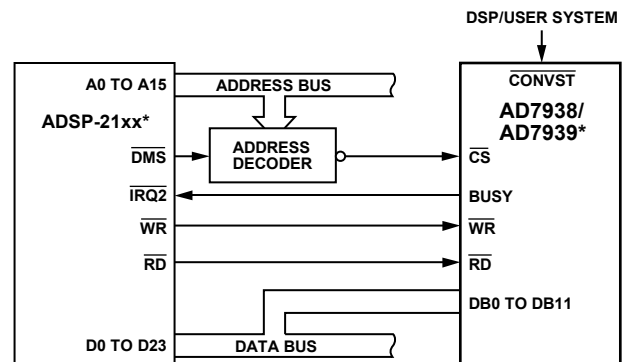 DSP/USER SYSTEM
A0 TO A15
ADDRESS BUS
CONVST
ADSP-21xx*
AD7938/
AD7939*
DMS
ADDRESS
DECODER
CS
IRQ2
BUSY
WR
WR
RD
RD
DB0 TO DB11
D0 TO D23
DATA BUS